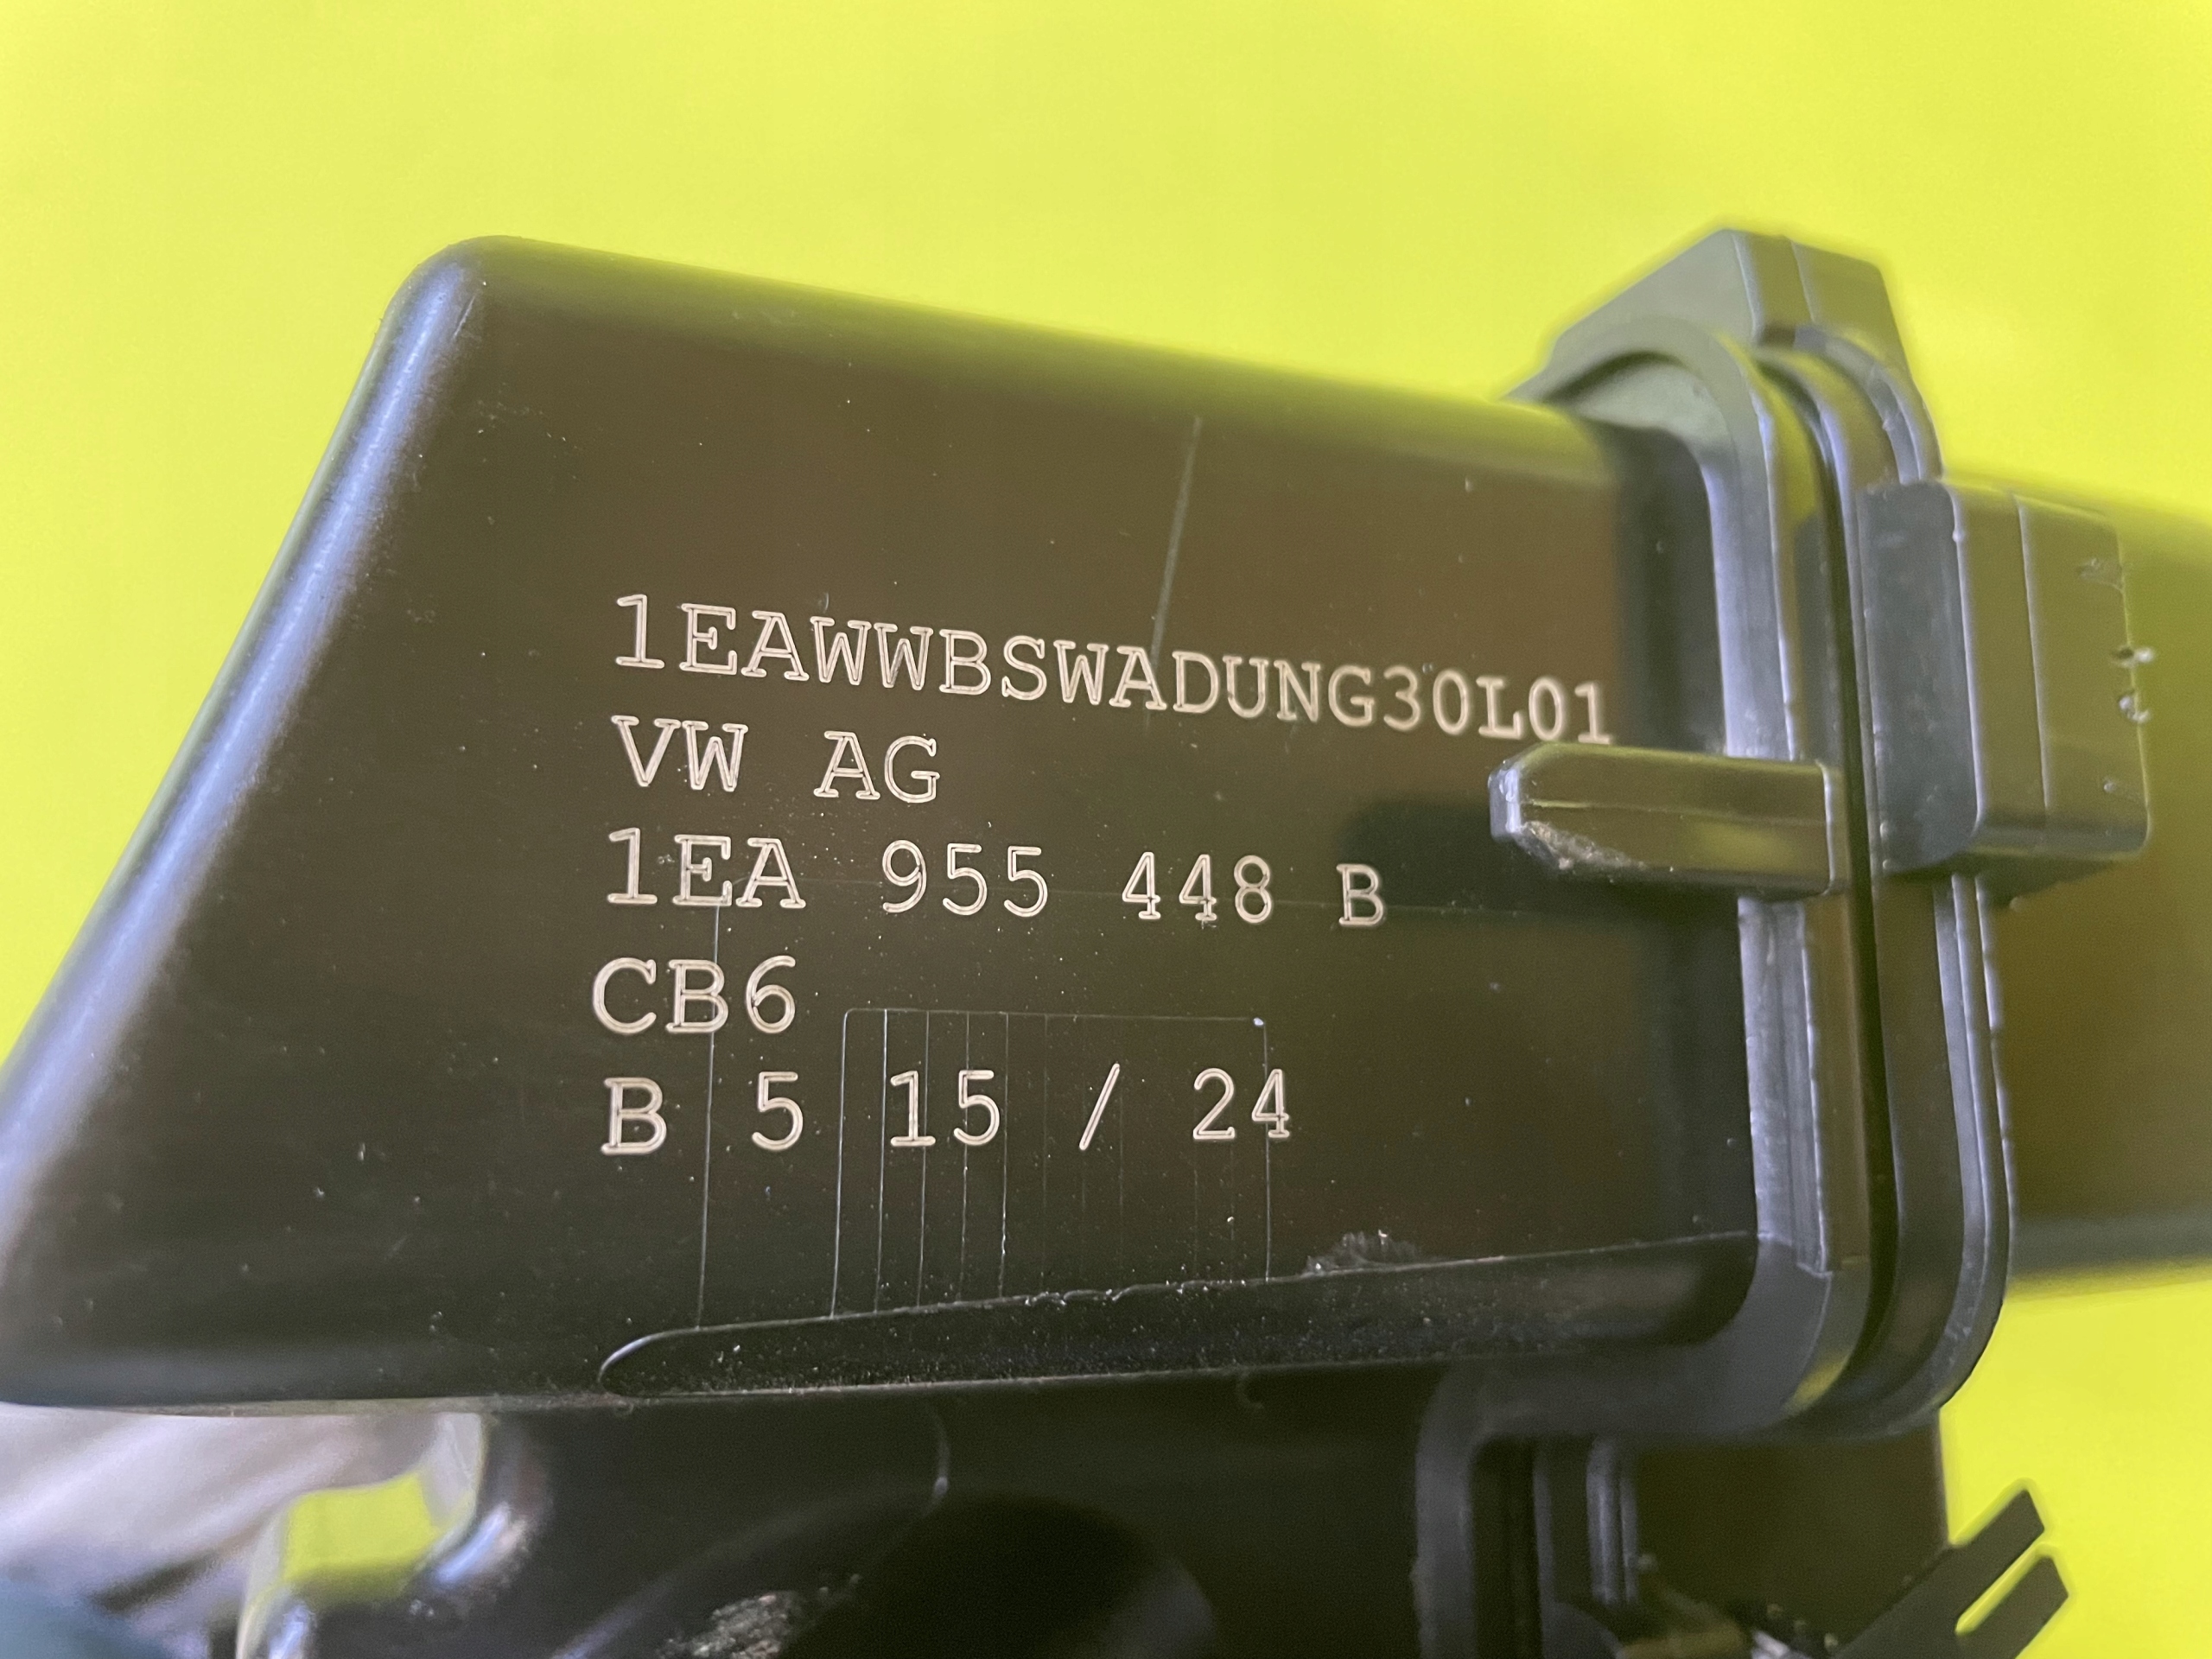 1EAWWBSWADUNG30L01
VW AG
1EA 955 448 B
CB6
B 5 15 / 24